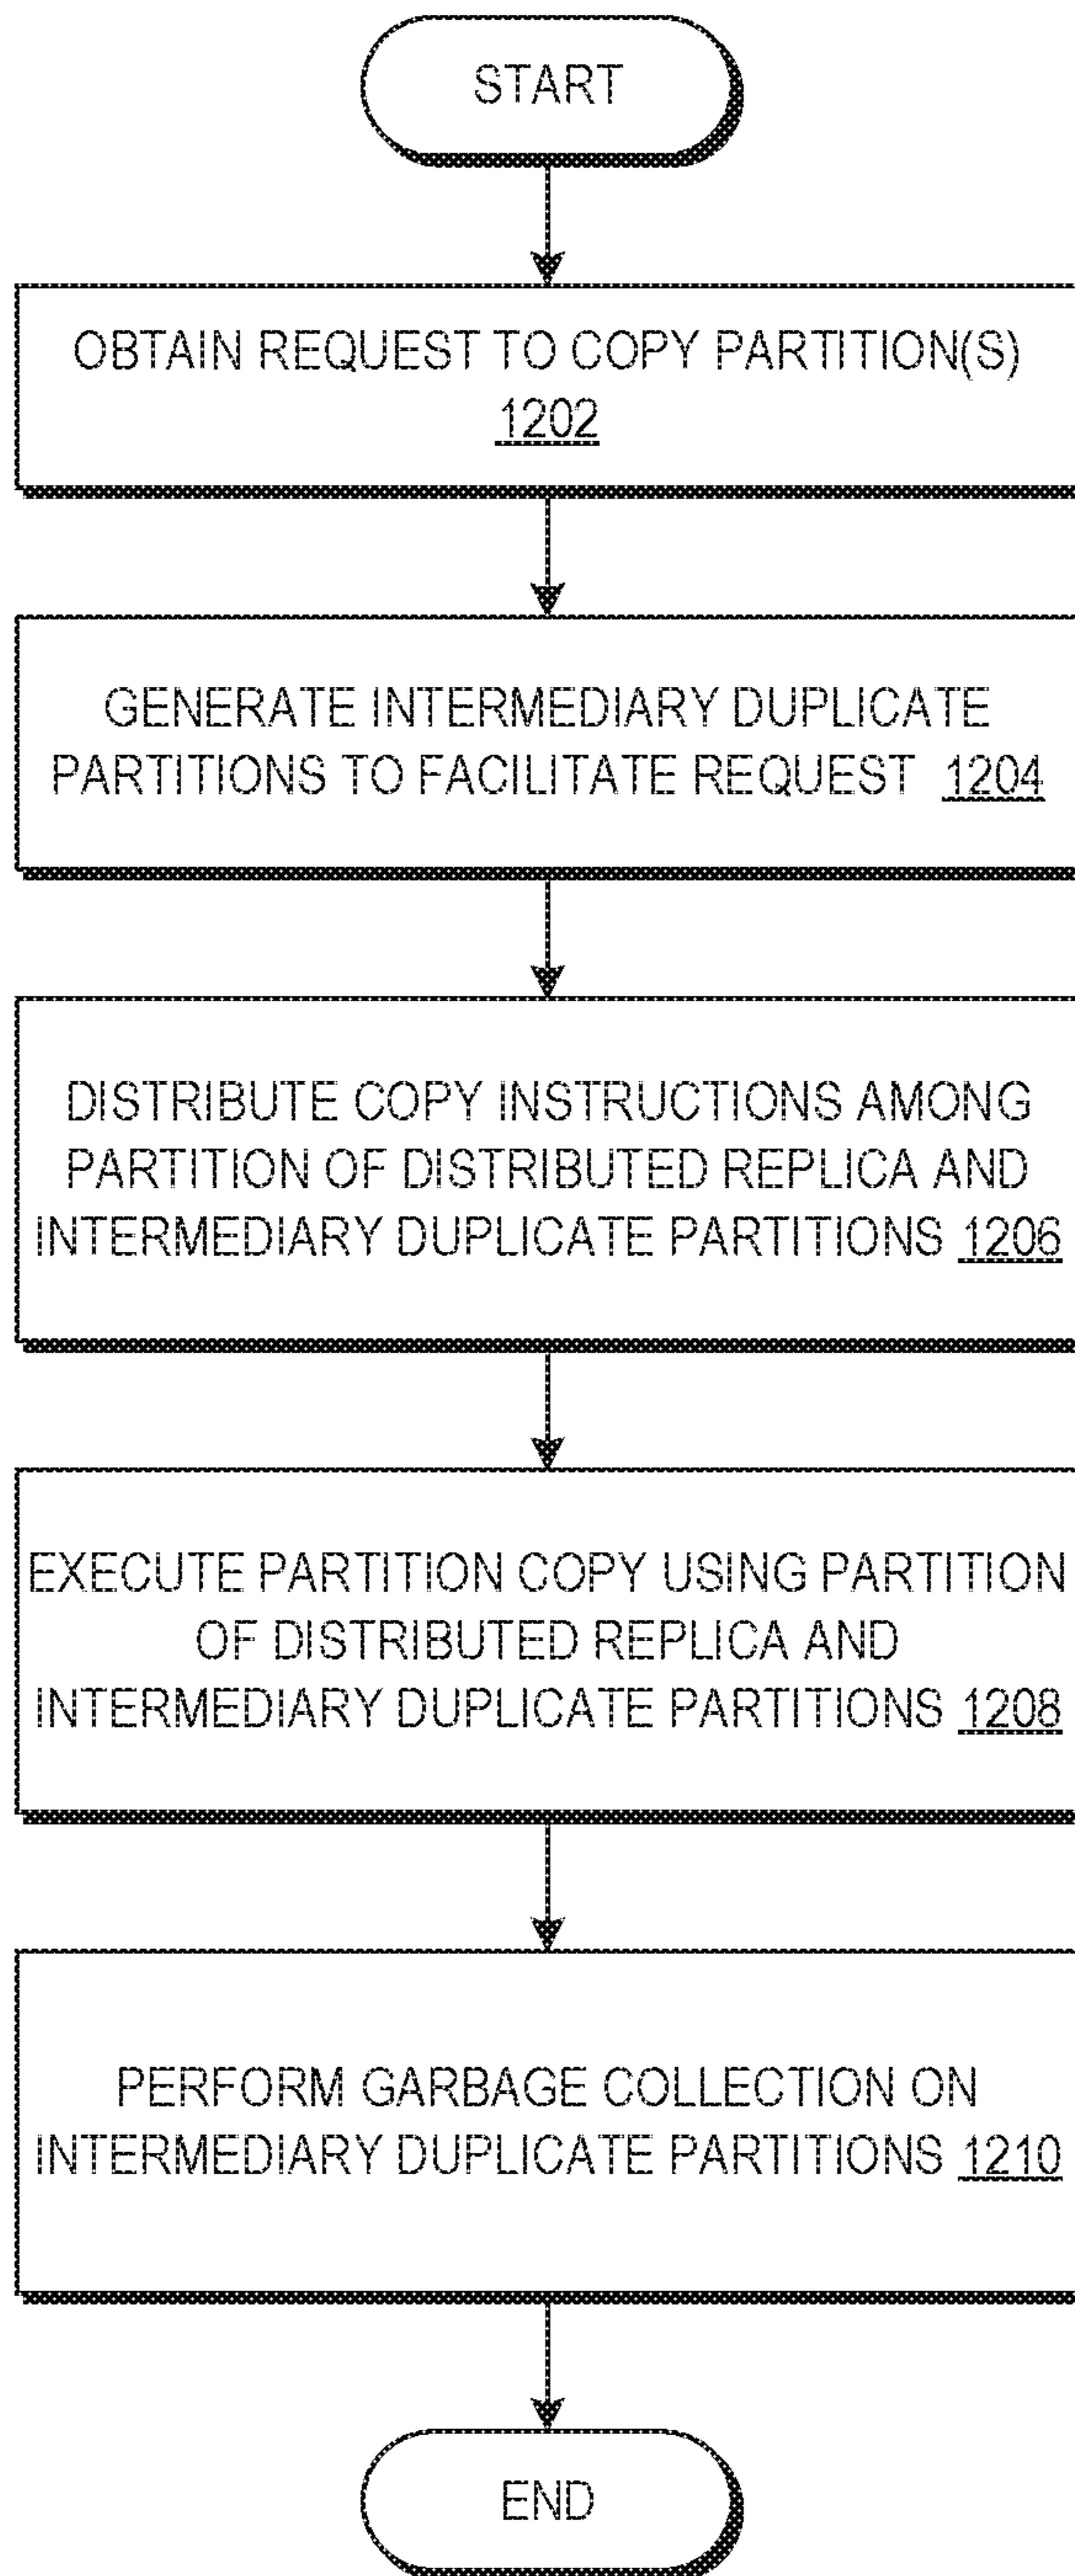 START
OBTAIN REQUEST TO COPY PARTITION(S)
1202
GENERATE INTERMEDIARY DUPLICATE
PARTITIONS TO FACILITATE REQUEST 1204
DISTRIBUTE COPY INSTRUCTIONS AMONG
PARTITION OF DISTRIBUTED REPLICA AND
INTERMEDIARY DUPLICATE PARTITIONS 1206
EXECUTE PARTITION COPY USING PARTITION
OF DISTRIBUTED REPLICA AND
INTERMEDIARY DUPLICATE PARTITIONS 1208
PERFORM GARBAGE COLLECTION ON
INTERMEDIARY DUPLICATE PARTITIONS 1210
END